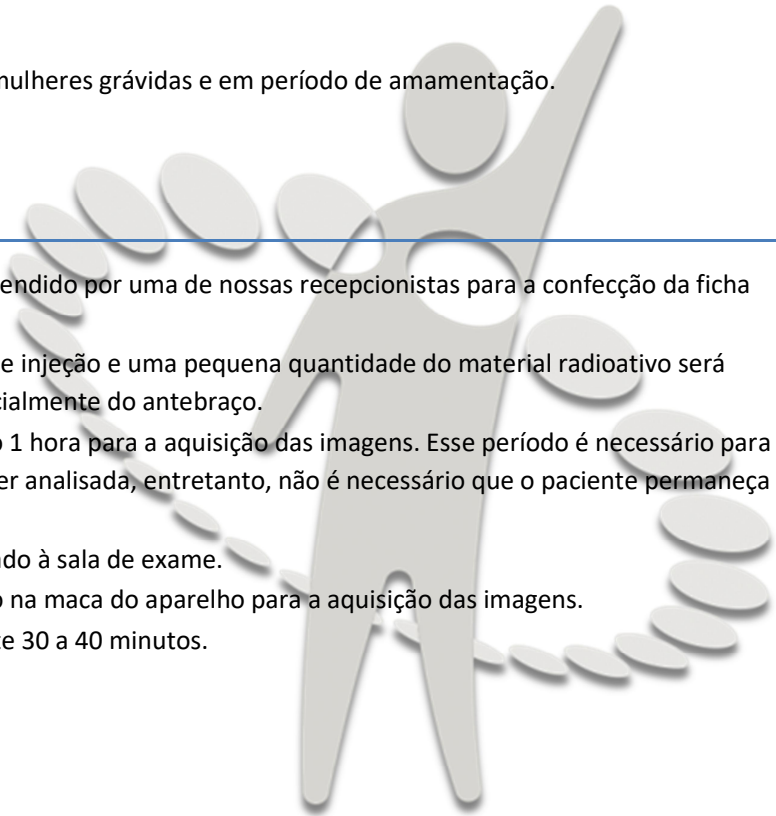 mulheres grávidas e em período de amamentação.
endido por uma de nossas recepcionistas para a confecção da ficha
e injeção e uma pequena quantidade do material radioativo será
cialmente do antebraço.
o 1 hora para a aquisição das imagens. Esse período é necessário para
er analisada, entretanto, não é necessário que o paciente permaneça
do à sala de exame.
o na maca do aparelho para a aquisição das imagens.
te 30 a 40 minutos.